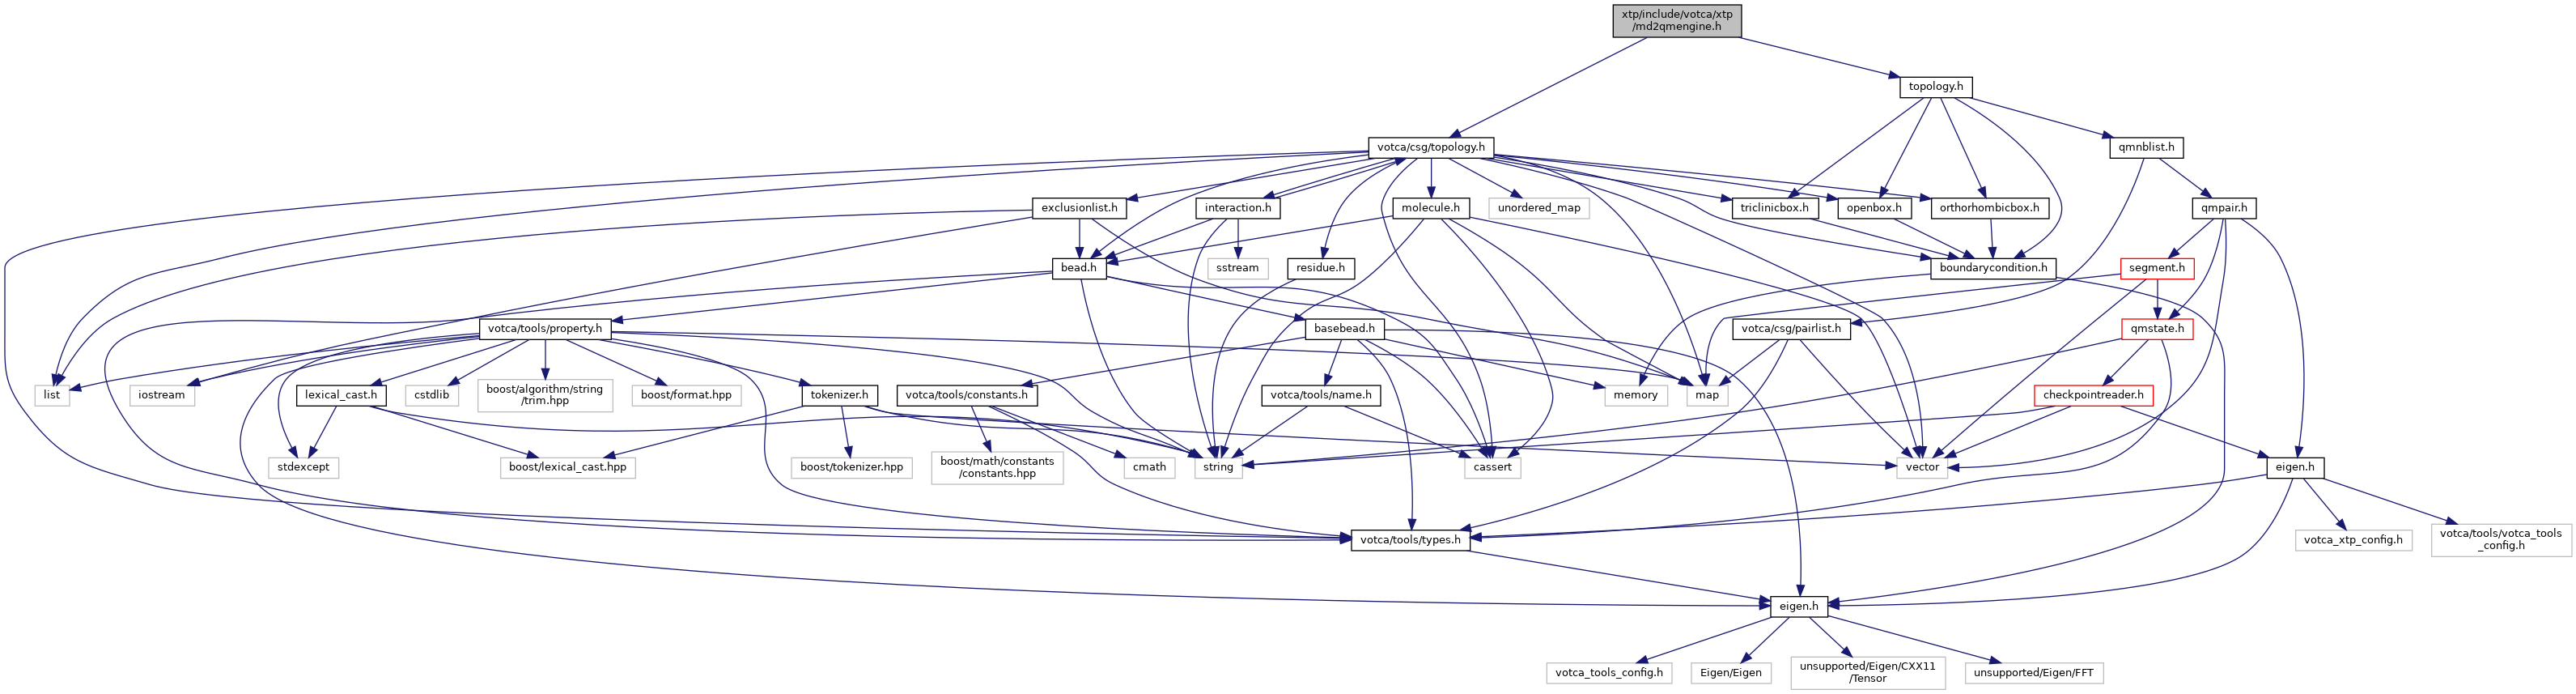 xtp/include/votca/xtp
/md2qmengine.h
topology.h
votca/csg/topology.h
qmnblist.h
exclusionlist.h
interaction.h
molecule.h
unordered_map
triclinicbox.h
openbox.h
orthorhombicbox.h
qmpair.h
bead.h
sstream
residue.h
boundarycondition.h
segment.h
votca/tools/property.h
basebead.h
votca/csg/pairlist.h
qmstate.h
list
iostream
lexical_cast.h
cstdlib
boost/algorithm/string
/trim.hpp
boost/format.hpp
tokenizer.h
votca/tools/constants.h
votca/tools/name.h
memory
map
checkpointreader.h
stdexcept
boost/lexical_cast.hpp
boost/tokenizer.hpp
boost/math/constants
/constants.hpp
cmath
string
cassert
vector
eigen.h
votca/tools/types.h
votca_xtp_config.h
votca/tools/votca_tools
_config.h
eigen.h
votca_tools_config.h
Eigen/Eigen
unsupported/Eigen/CXX11
/Tensor
unsupported/Eigen/FFT